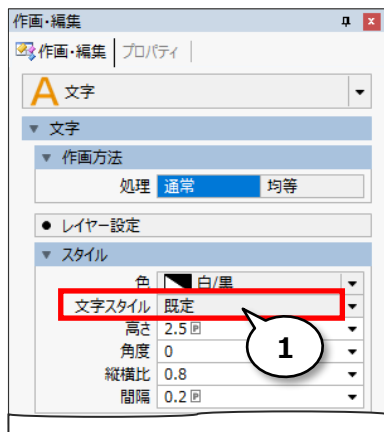 作画・編集
作画・編集 プロパティ
A 文字
文字
作画方法
処理 通常 均等
レイヤー設定
スタイル
色 白/黒
文字スタイル 既定
高さ 2.5 P
角度 0
縦横比 0.8
間隔 0.2 P
1